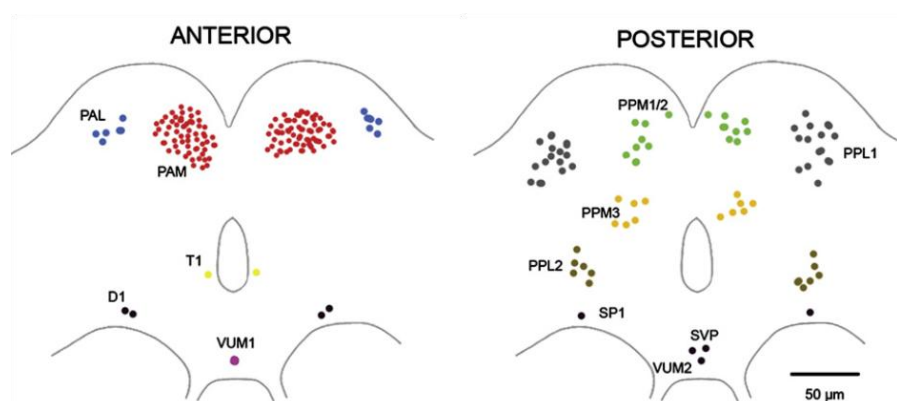 ANTERIOR
PAL
PAM
T1
D1
VUM1
POSTERIOR
PPM1/2
PPL1
PPM3
PPL2
SP1
SVP
VUM2
50 µm